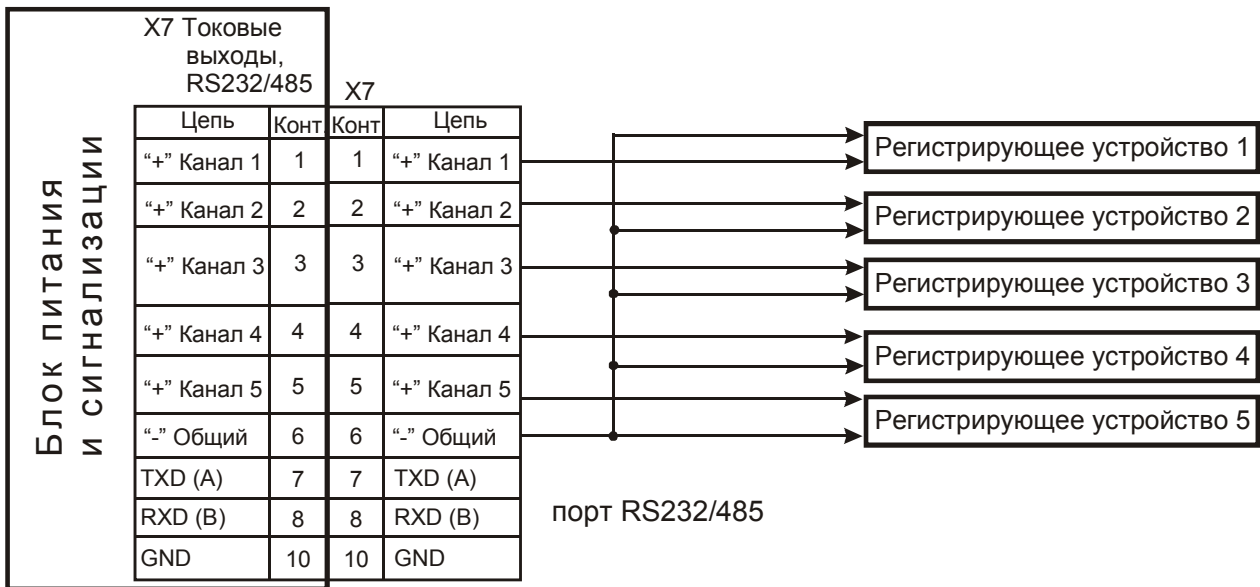 Блок питания
и сигнализации
X7 Токовые
выходы,
RS232/485
X7
Цепь Конт. Конт Цепь
“+” Канал 1 1 1 “+” Канал 1
“+” Канал 2 2 2 “+” Канал 2
“+” Канал 3 3 3 “+” Канал 3
“+” Канал 4 4 4 “+” Канал 4
“+” Канал 5 5 5 “+” Канал 5
“-” Общий 6 6 “-” Общий
TXD (A) 7 7 TXD (A)
RXD (B) 8 8 RXD (B)
GND 10 10 GND
Регистрирующее устройство 1
Регистрирующее устройство 2
Регистрирующее устройство 3
Регистрирующее устройство 4
Регистрирующее устройство 5
порт RS232/485